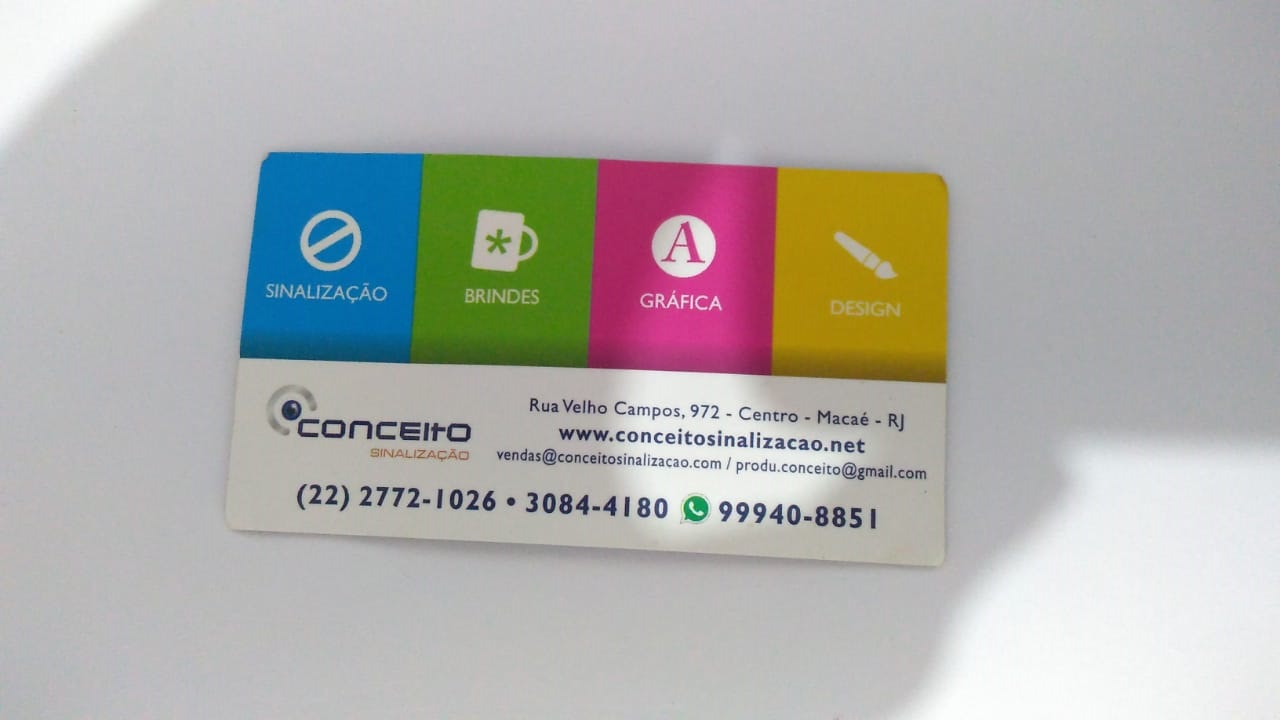 SINALIZAÇÃO BRINDES GRÁFICA DESIGN
CONCEITO
SINALIZAÇÃO
Rua Velho Campos, 972 - Centro - Macaé - RJ
www.conceitosinalizacao.net
vendas@conceitosinalizacao.com / produ.conceito@gmail.com
(22) 2772-1026 • 3084-4180 99940-8851